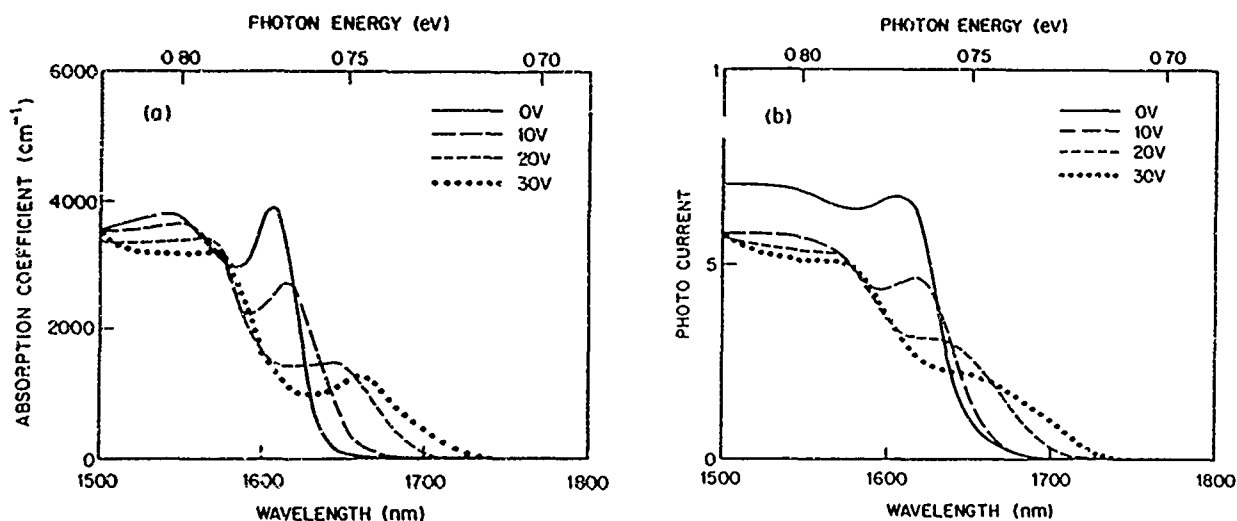 FHOTON ENERGY (eV)
0.80 0.75 0.70
6000
4000
2000
0
(a)
0V
10V
20V
30V
ABSORPTION COEFFICIENT (cm⁻¹)
1500 1600 1700 1800
WAVELENGTH (nm)
PHOTON ENERGY (eV)
0.80 0.75 0.70
1
5
0
(b)
0V
10V
20V
30V
PHOTO CURRENT
1500 1600 1700 1800
WAVELENGTH (nm)